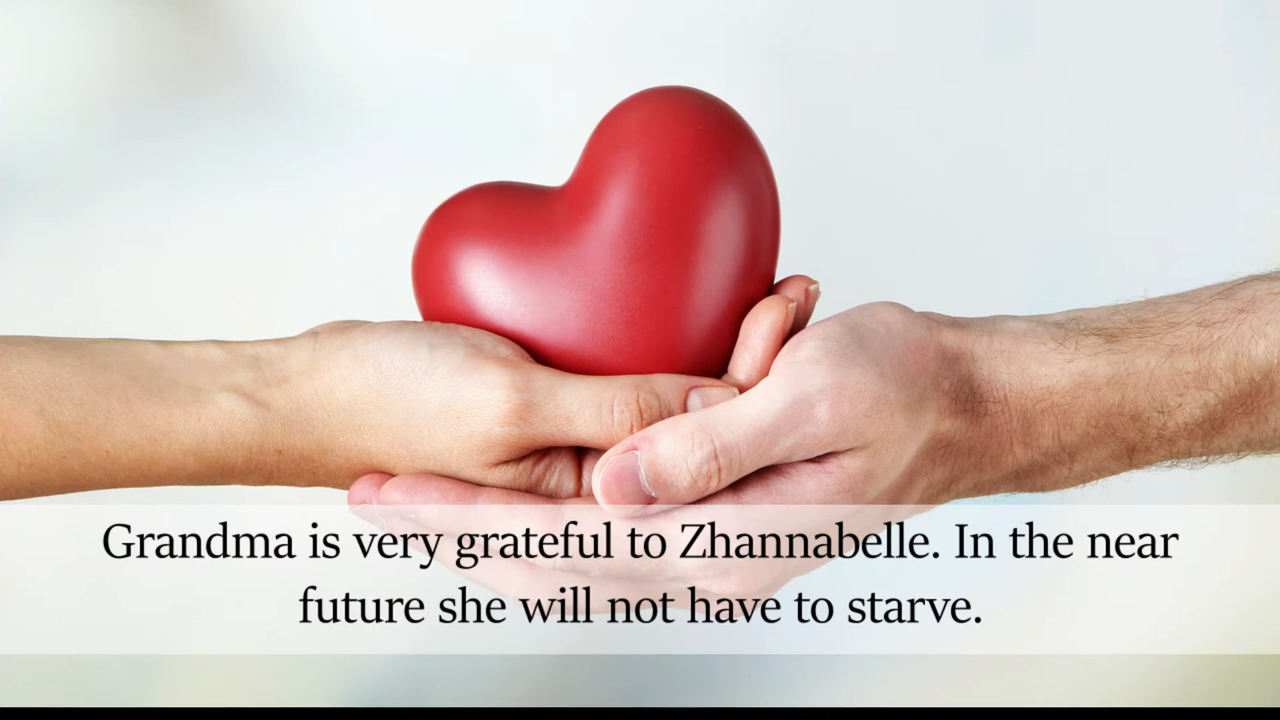 Grandma is very grateful to Zhannabelle. In the near
future she will not have to starve.